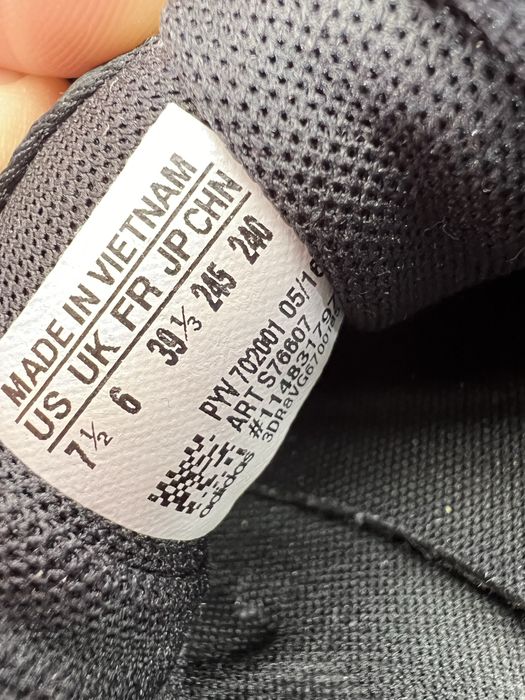 MADE IN VIETNAM
US UK FR JP CHN
7½ 6 39⅓ 245 240
PYV 702001 05/16
ART S76607
adidas